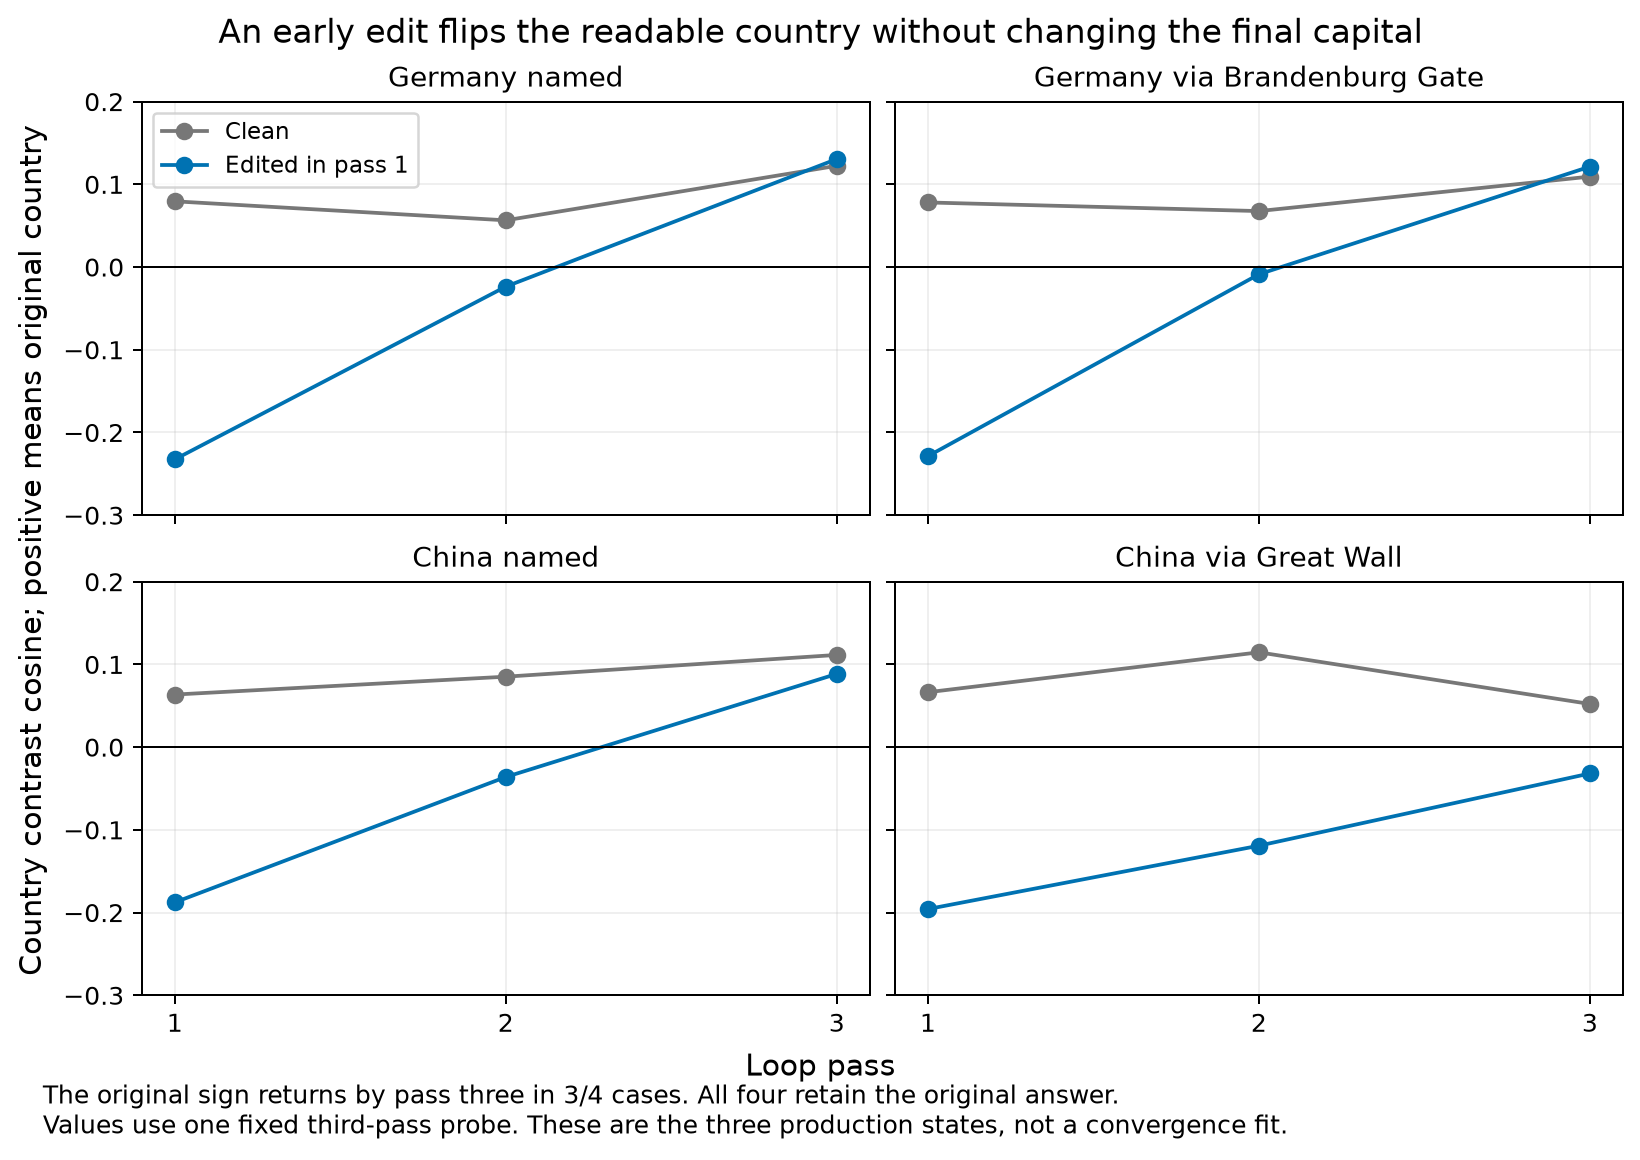 An early edit flips the readable country without changing the final capital
Germany named
Germany via Brandenburg Gate
Clean
Edited in pass 1
0.2
0.1
0.0
−0.1
−0.2
−0.3
Country contrast cosine; positive means original country
China named
China via Great Wall
0.2
0.1
0.0
−0.1
−0.2
−0.3
1
2
3
1
2
3
Loop pass
The original sign returns by pass three in 3/4 cases. All four retain the original answer.
Values use one fixed third-pass probe. These are the three production states, not a convergence fit.